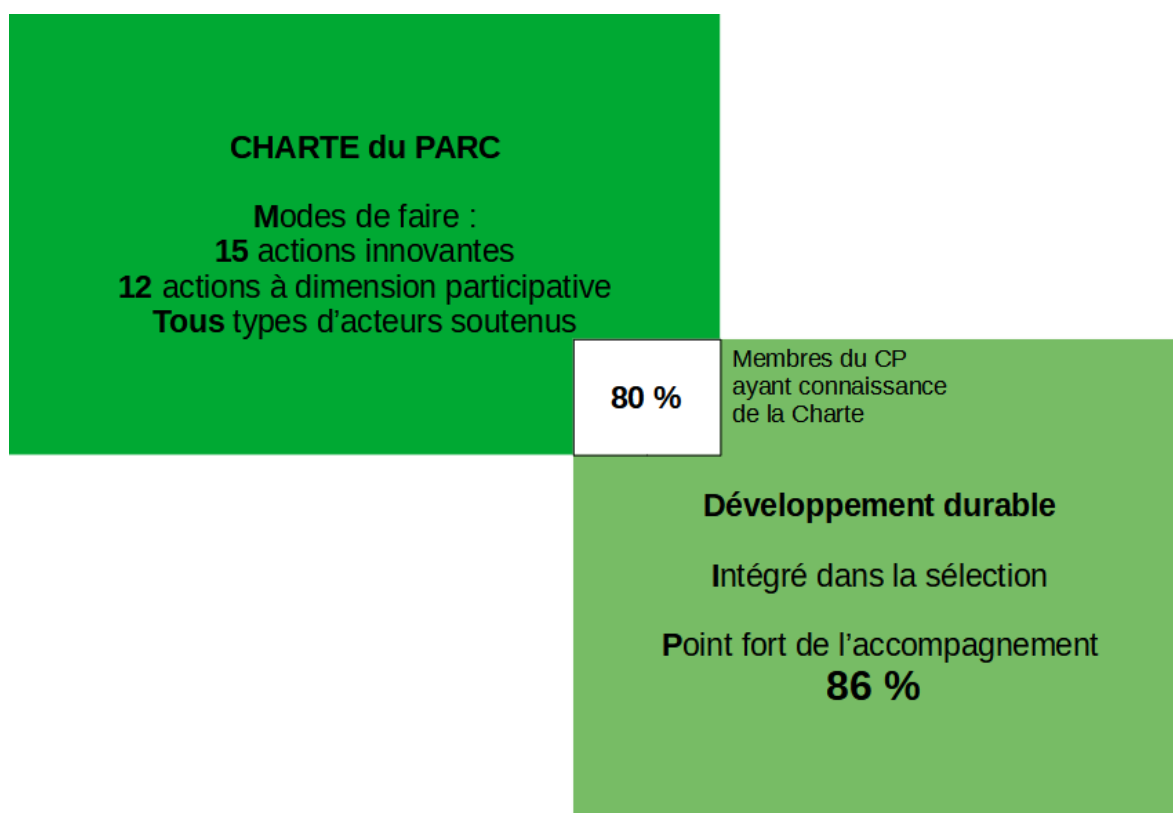 CHARTE du PARC
Modes de faire :
15 actions innovantes
12 actions à dimension participative
Tous types d’acteurs soutenus
80 %
Membres du CP
ayant connaissance
de la Charte
Développement durable
Intégré dans la sélection
Point fort de l’accompagnement
86 %